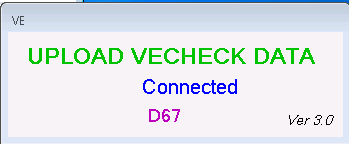 VE
UPLOAD VECHECK DATA
Connected
D67
Ver 3.0